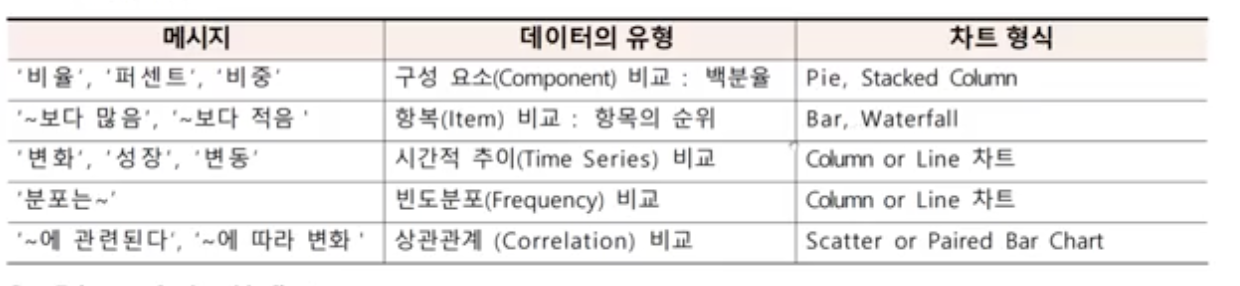 메시지 데이터의 유형 차트 형식
‘비율’, ‘퍼센트’, ‘비중’ 구성 요소(Component) 비교 : 백분율 Pie, Stacked Column
‘~보다 많음’, ‘~보다 적음 ‘ 항복(Item) 비교 : 항목의 순위 Bar, Waterfall
‘변화’, ‘성장’, ‘변동’ 시간적 추이(Time Series) 비교 Column or Line 차트
‘분포는~’ 빈도분포(Frequency) 비교 Column or Line 차트
‘~에 관련된다’, ‘~에 따라 변화 ‘ 상관관계 (Correlation) 비교 Scatter or Paired Bar Chart